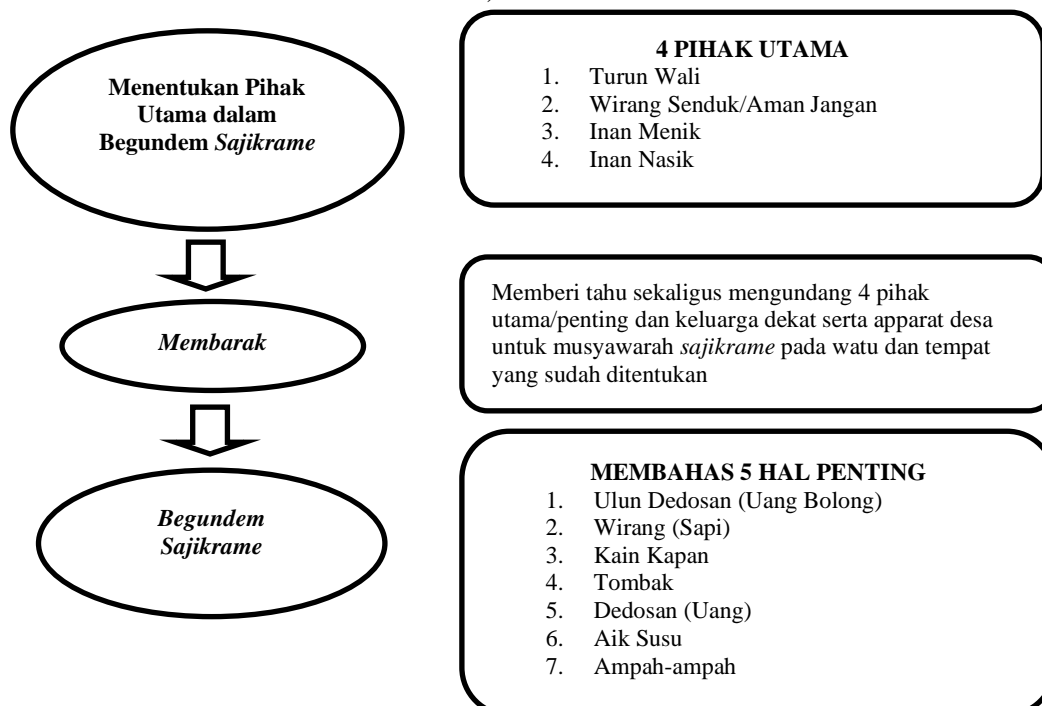 Menentukan Pihak
Utama dalam
Begundem Sajikrame
4 PIHAK UTAMA
1. Turun Wali
2. Wirang Senduk/Aman Jangan
3. Inan Menik
4. Inan Nasik
Membarak
Memberi tahu sekaligus mengundang 4 pihak
utama/penting dan keluarga dekat serta apparat desa
untuk musyawarah sajikrame pada watu dan tempat
yang sudah ditentukan
Begundem
Sajikrame
MEMBAHAS 5 HAL PENTING
1. Ulun Dedosan (Uang Bolong)
2. Wirang (Sapi)
3. Kain Kapan
4. Tombak
5. Dedosan (Uang)
6. Aik Susu
7. Ampah-ampah